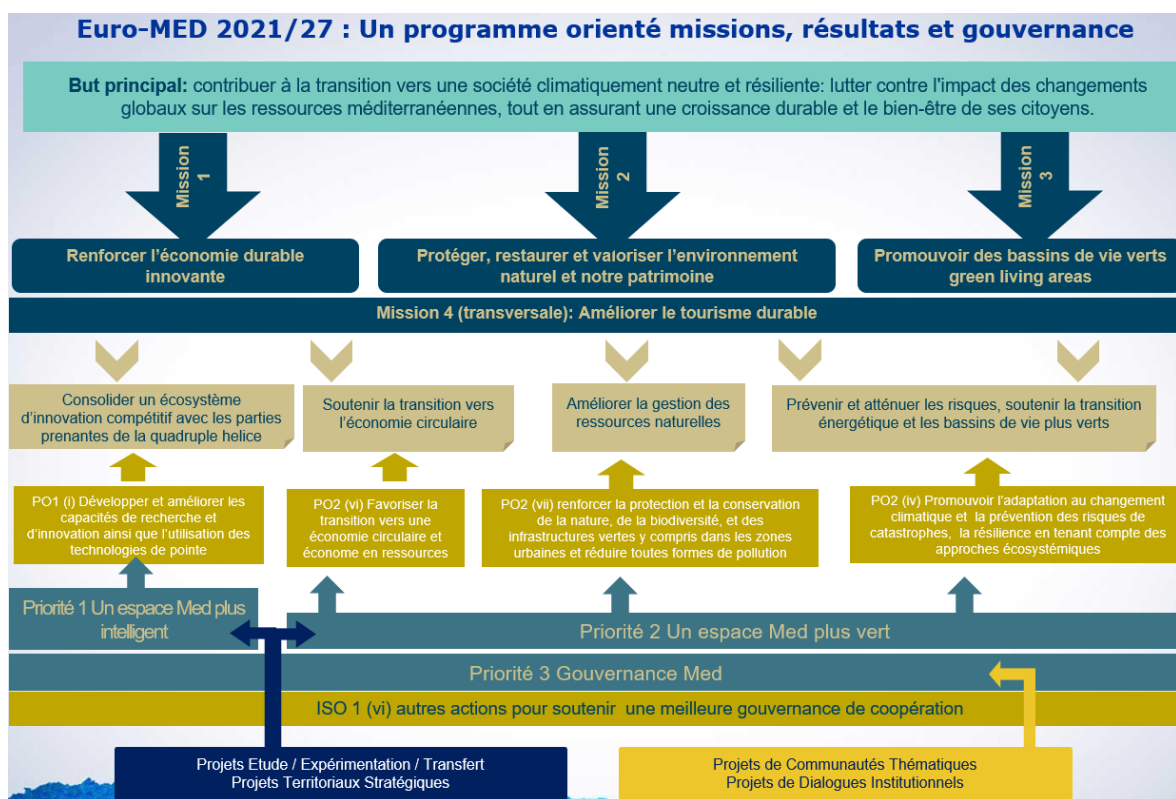 Euro-MED 2021/27 : Un programme orienté missions, résultats et gouvernance
But principal: contribuer à la transition vers une société climatiquement neutre et résiliente: lutter contre l'impact des changements
globaux sur les ressources méditerranéennes, tout en assurant une croissance durable et le bien-être de ses citoyens.
Mission
1
Mission
2
Mission
3
Renforcer l'économie durable
innovante
Protéger, restaurer et valoriser l'environnement
naturel et notre patrimoine
Promouvoir des bassins de vie verts
green living areas
Mission 4 (transversale): Améliorer le tourisme durable
Consolider un écosystème
d'innovation compétitif avec les parties
prenantes de la quadruple helice
Soutenir la transition vers
l'économie circulaire
Améliorer la gestion des
ressources naturelles
Prévenir et atténuer les risques, soutenir la transition
énergétique et les bassins de vie plus verts
PO1 (i) Développer et améliorer les
capacités de recherche et
d'innovation ainsi que l'utilisation des
technologies de pointe
PO2 (vi) Favoriser la
transition vers une
économie circulaire et
économe en ressources
PO2 (vii) renforcer la protection et la conservation
de la nature, de la biodiversité, et des
infrastructures vertes y compris dans les zones
urbaines et réduire toutes formes de pollution
PO2 (iv) Promouvoir l'adaptation au changement
climatique et la prévention des risques de
catastrophes, la résilience en tenant compte des
approches écosystémiques
Priorité 1 Un espace Med plus
intelligent
Priorité 2 Un espace Med plus vert
Priorité 3 Gouvernance Med
ISO 1 (vi) autres actions pour soutenir une meilleure gouvernance de coopération
Projets Etude / Expérimentation / Transfert
Projets Territoriaux Stratégiques
Projets de Communautés Thématiques
Projets de Dialogues Institutionnels